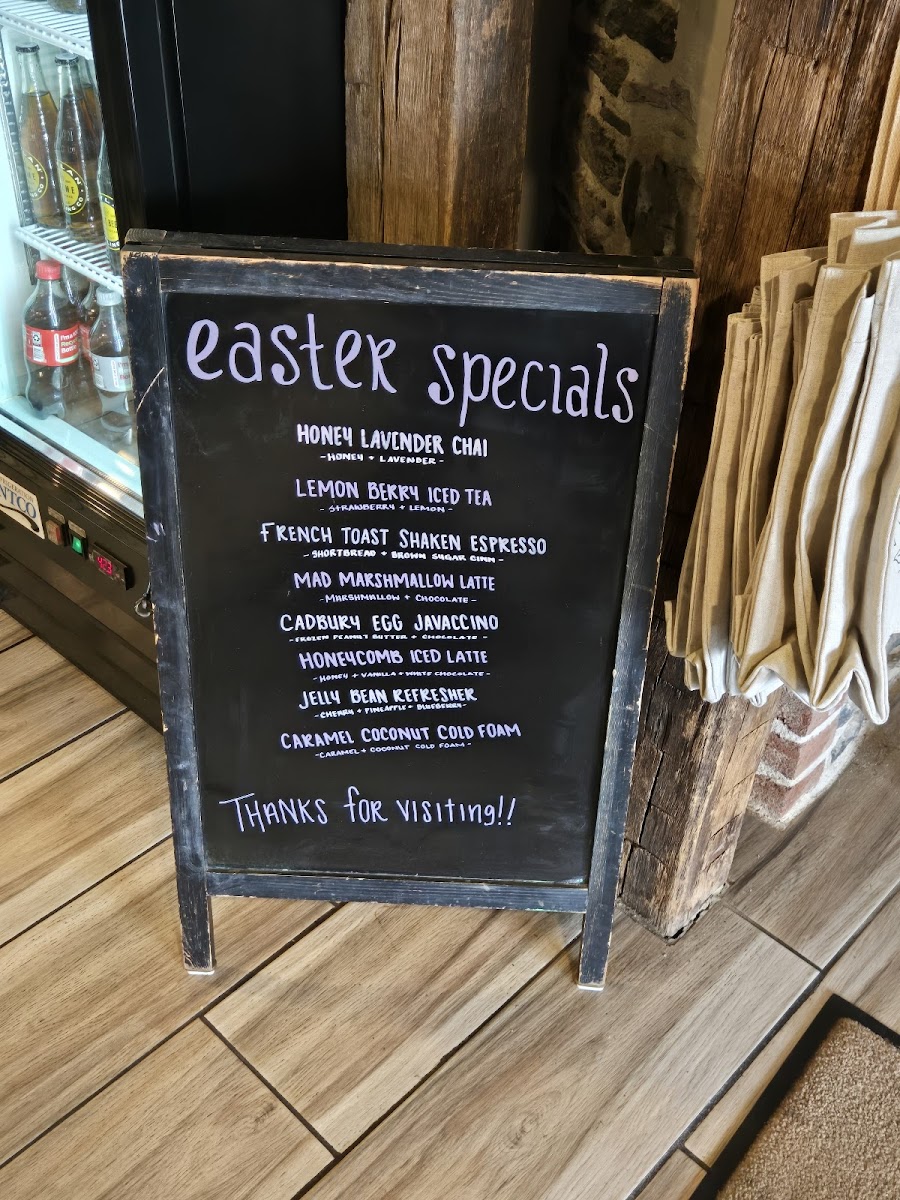 easter specials
HONEY LAVENDER CHAI
- HONEY + LAVENDER -
LEMON BERRY ICED TEA
- STRAWBERRY + LEMON -
FRENCH TOAST SHAKEN ESPRESSO
- SHORTBREAD + BROWN SUGAR CINN -
MAD MARSHMALLOW LATTE
- MARSHMALLOW + CHOCOLATE -
CADBURY EGG JAVACCINO
- FROZEN PEANUT BUTTER + CHOCOLATE -
HONEYCOMB ICED LATTE
- HONEY + VANILLA + WHITE CHOCOLATE -
JELLY BEAN REFRESHER
- CHERRY + PINEAPPLE + BLUEBERRY -
CARAMEL COCONUT COLD FOAM
- CARAMEL + COCONUT COLD FOAM -
THANKS for visiting!!